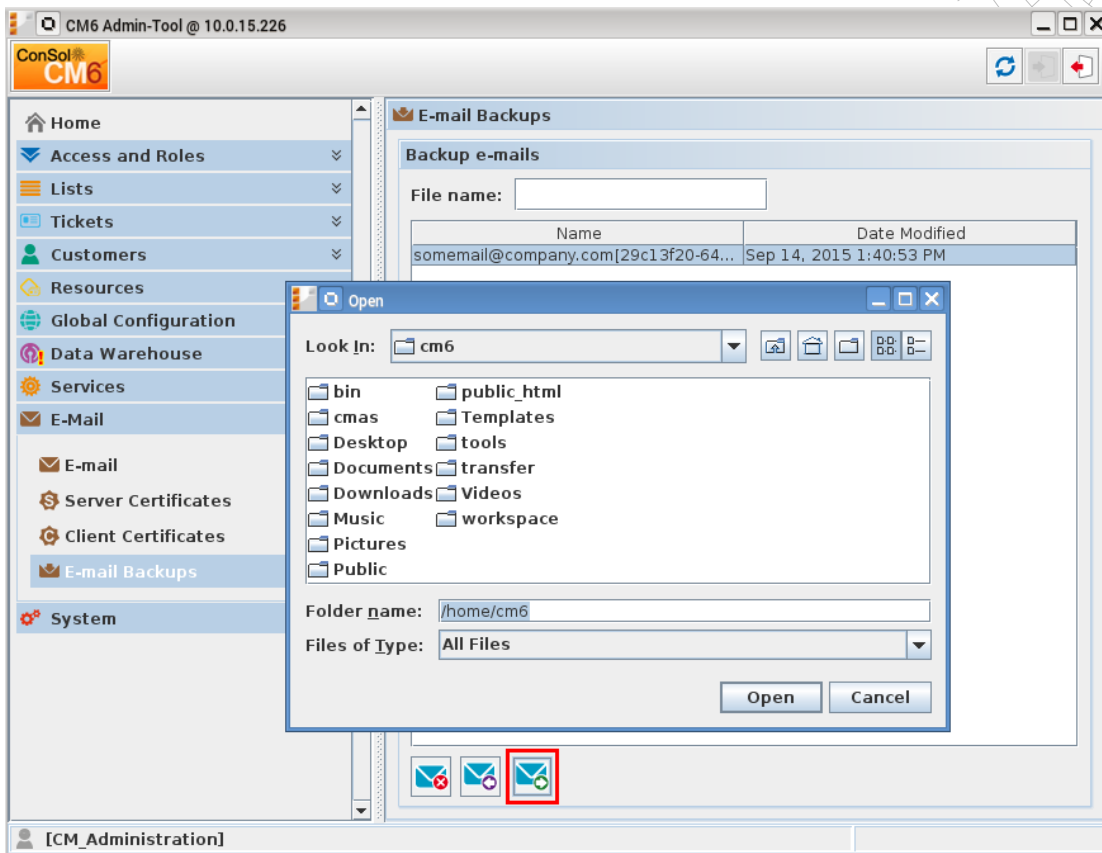 CM6 Admin-Tool @ 10.0.15.226
ConSol
CM6
Home
Access and Roles
Lists
Tickets
Customers
Resources
Global Configuration
Data Warehouse
Services
E-Mail
E-mail
Server Certificates
Client Certificates
E-mail Backups
System
E-mail Backups
Backup e-mails
File name:
Name Date Modified
somemail@company.com[29c13f20-64... Sep 14, 2015 1:40:53 PM
Open
Look In: cm6
bin public_html
cmas Templates
Desktop tools
Documents transfer
Downloads Videos
Music workspace
Pictures
Public
Folder name: /home/cm6
Files of Type: All Files
Open Cancel
[CM_Administration]